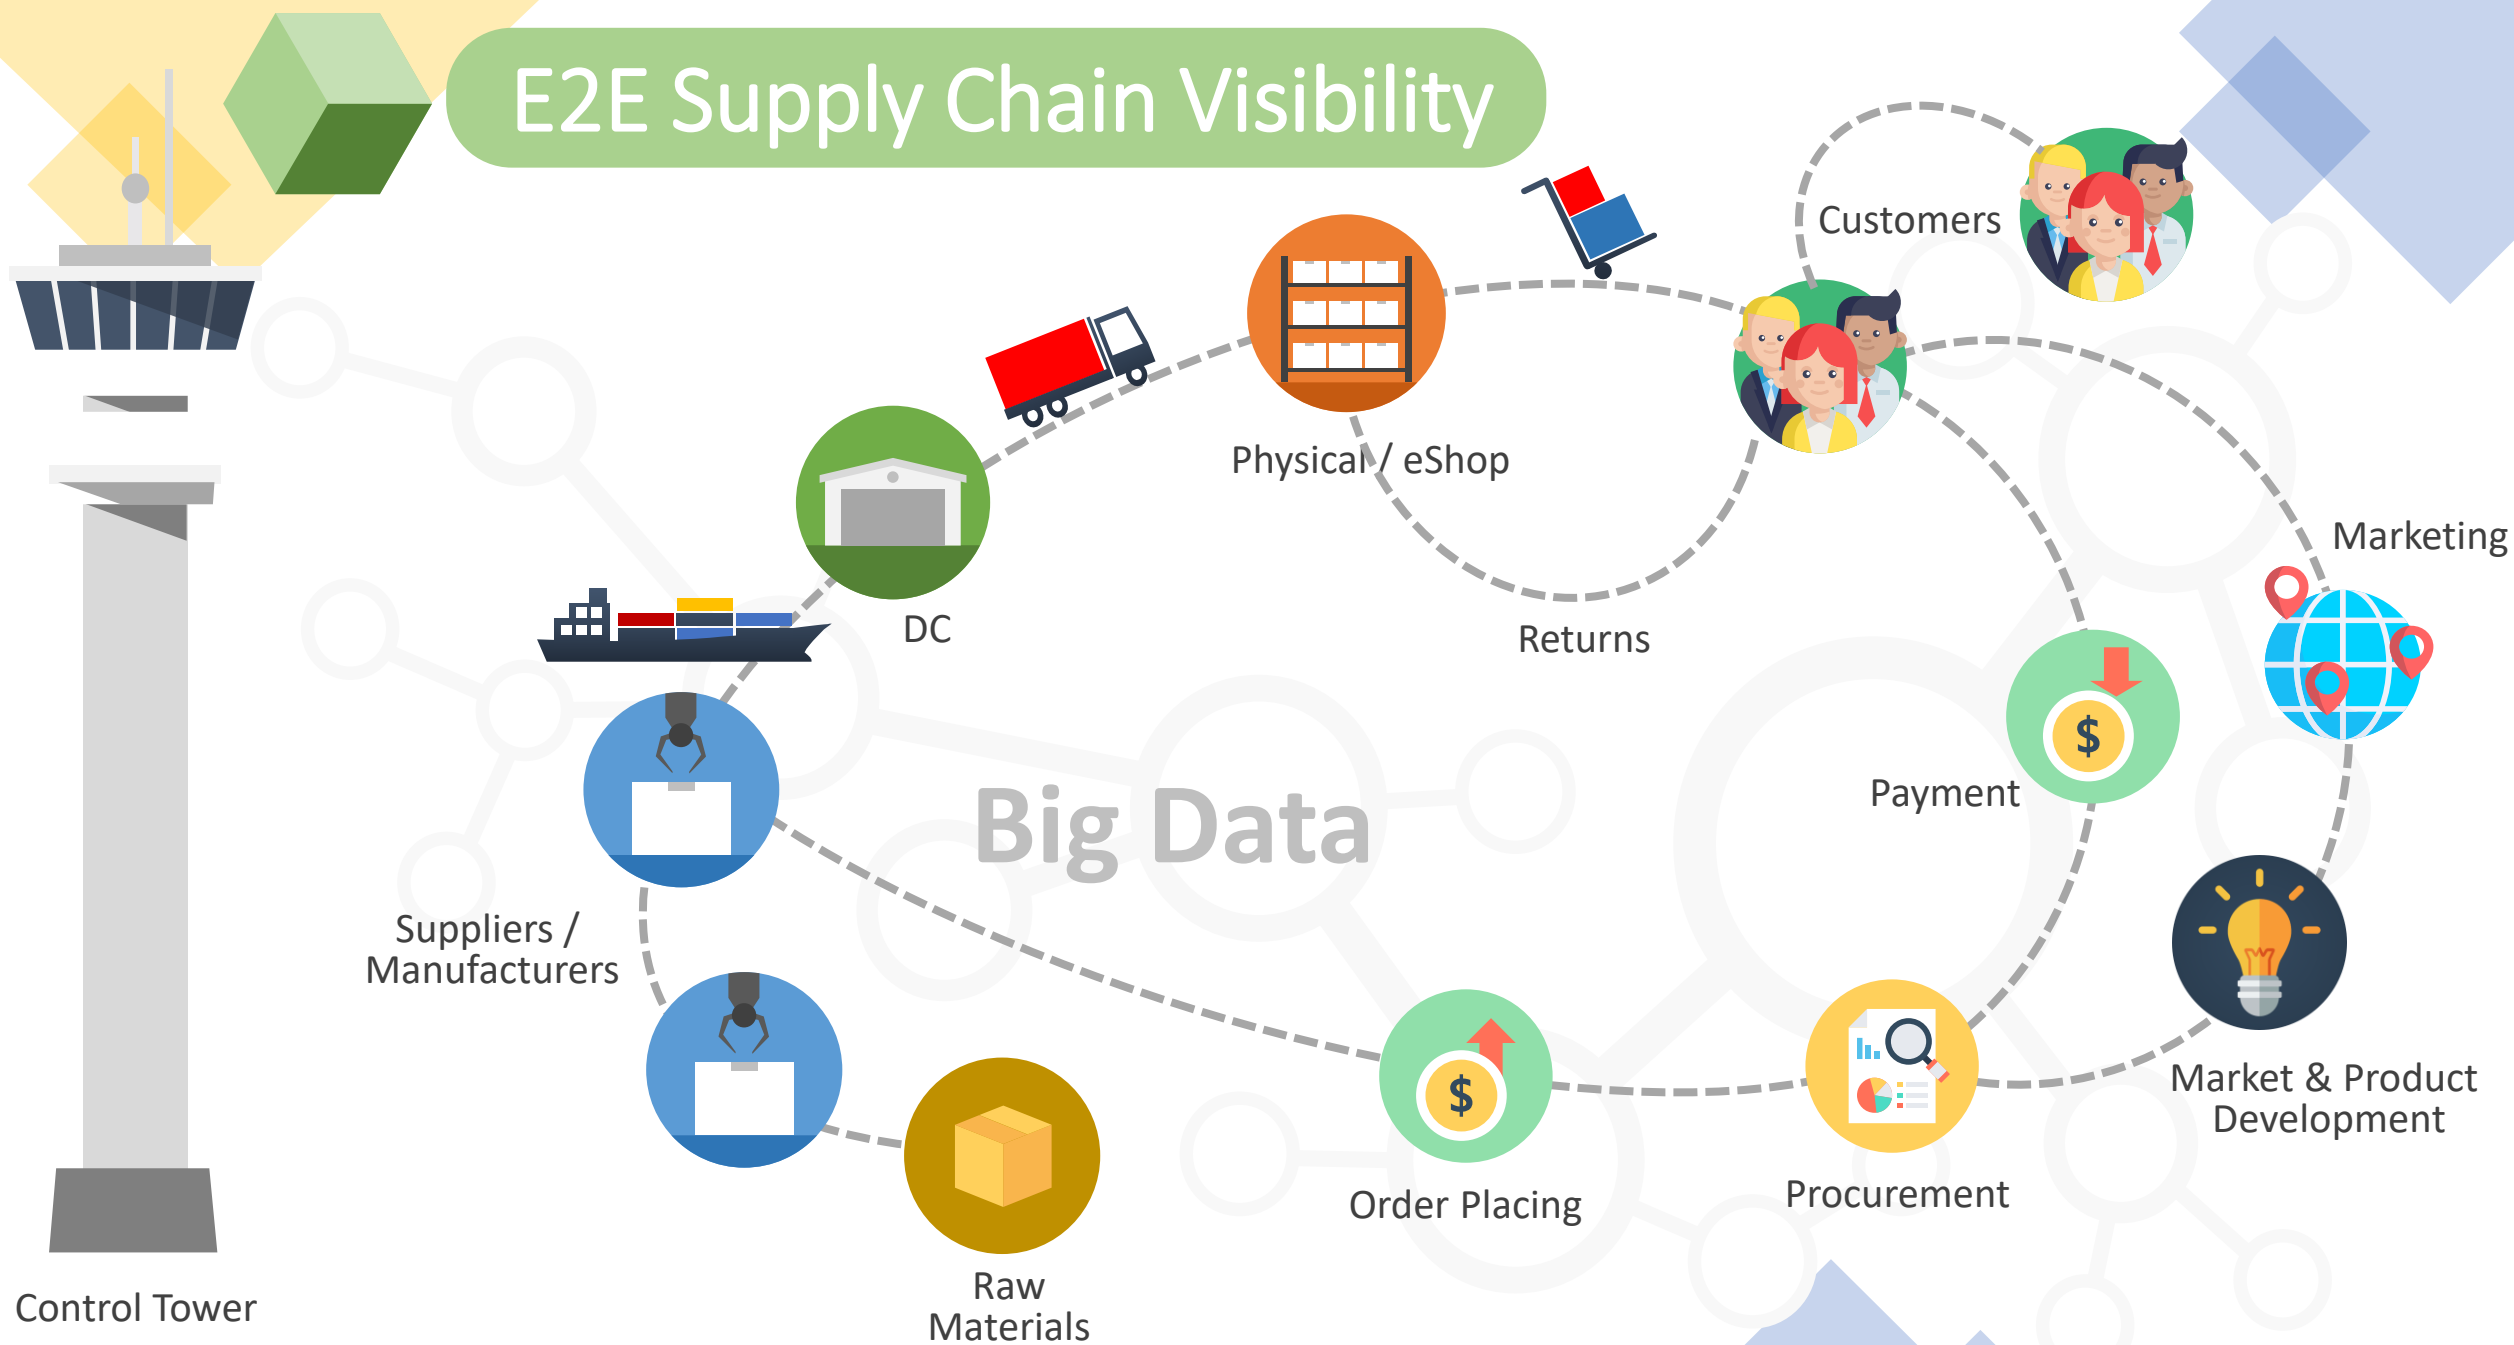 E2E Supply Chain Visibility
Customers
Physical / eShop
Marketing
DC
Returns
$
Payment
Big Data
Suppliers /
Manufacturers
$
Market & Product
Development
Order Placing
Procurement
Raw
Materials
Control Tower